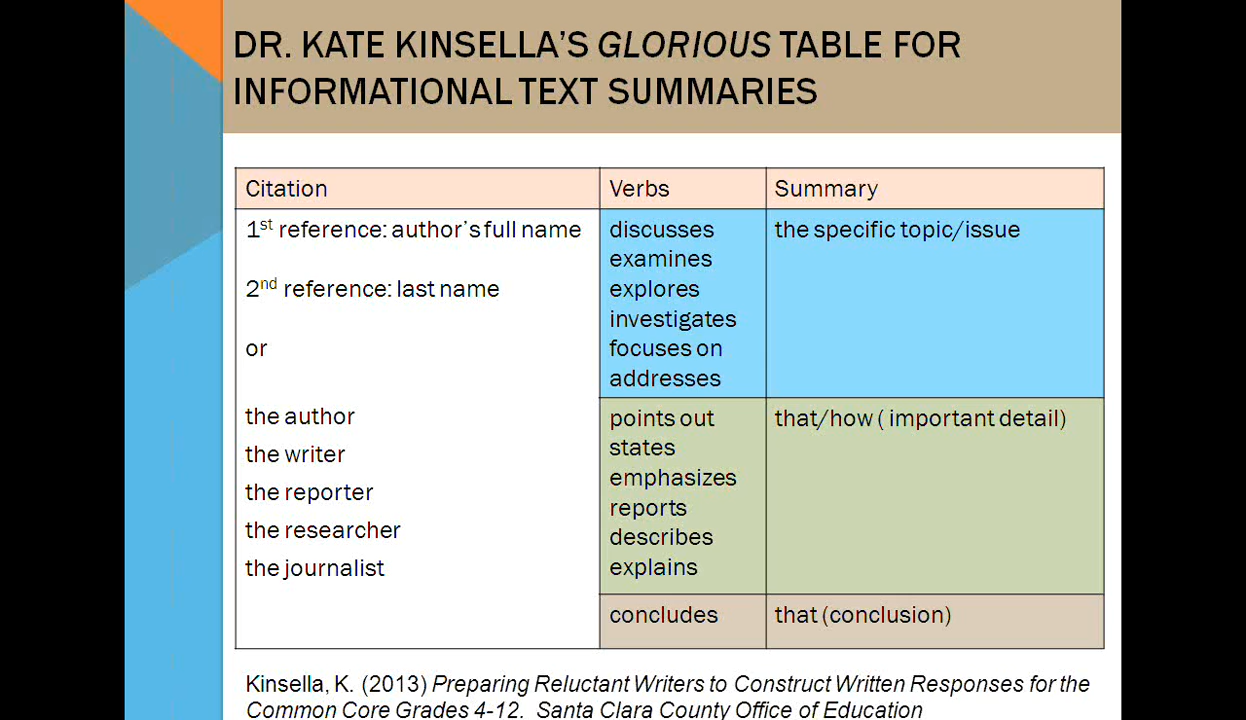 DR. KATE KINSELLA'S GLORIOUS TABLE FOR
INFORMATIONAL TEXT SUMMARIES
Citation
Verbs
Summary
1st reference: author's full name
2nd reference: last name
or
the author
the writer
the reporter
the researcher
the journalist
discusses
examines
explores
investigates
focuses on
addresses
the specific topic/issue
points out
states
emphasizes
reports
describes
explains
that/how ( important detail)
concludes
that (conclusion)
Kinsella, K. (2013) Preparing Reluctant Writers to Construct Written Responses for the
Common Core Grades 4-12. Santa Clara County Office of Education